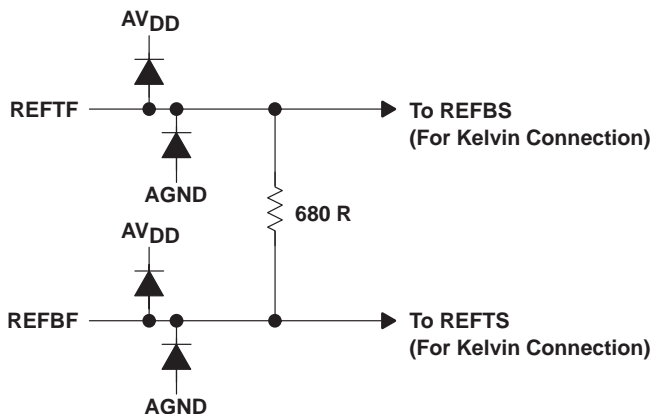 AVDD
REFTF
To REFBS
(For Kelvin Connection)
AGND
680 R
AVDD
REFBF
To REFTS
(For Kelvin Connection)
AGND